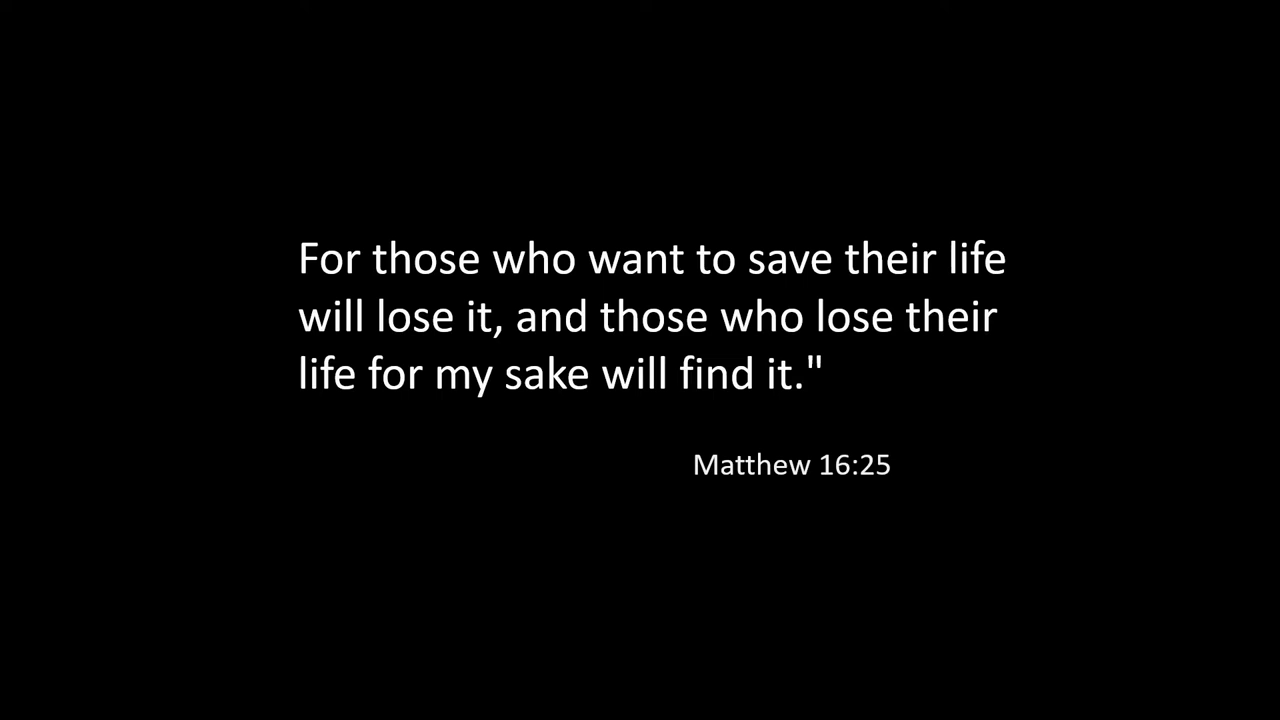 For those who want to save their life
will lose it, and those who lose their
life for my sake will find it."
Matthew 16:25